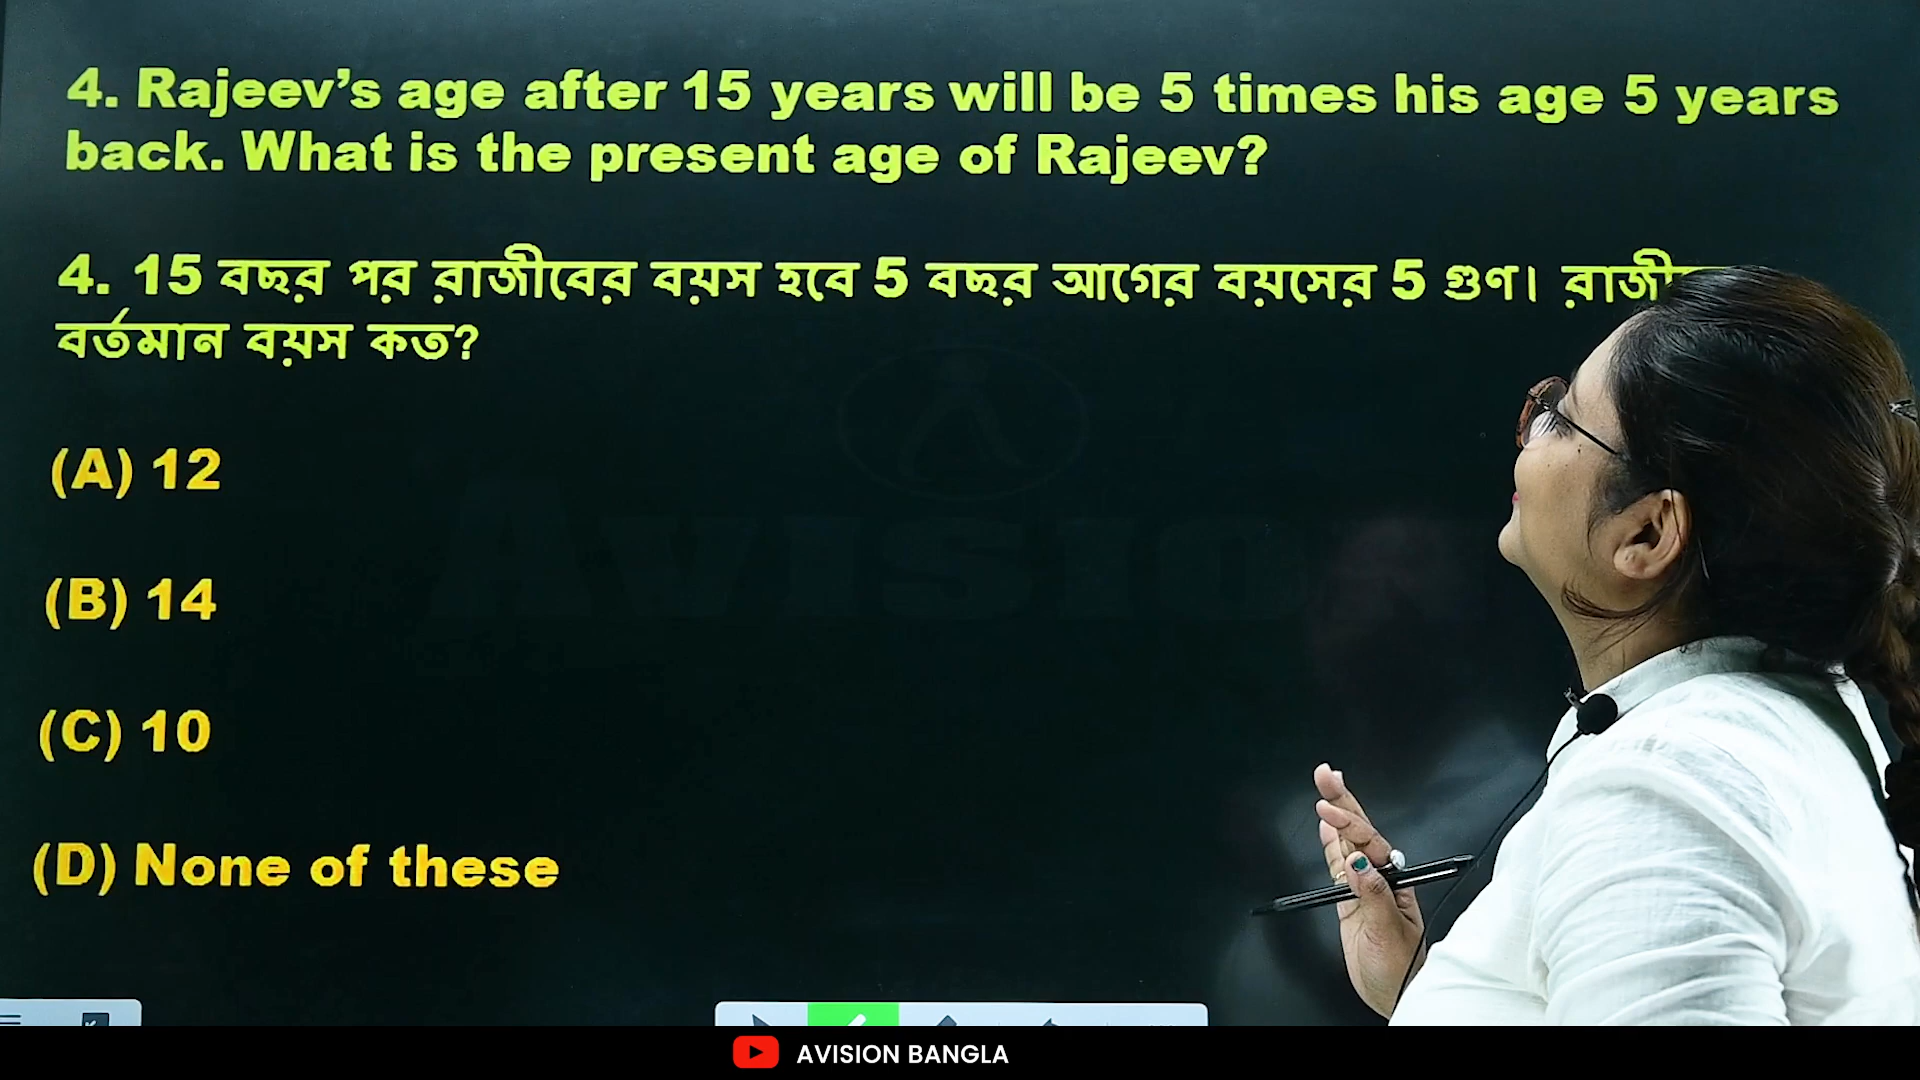 4. Rajeev’s age after 15 years will be 5 times his age 5 years
back. What is the present age of Rajeev?
4. 15 বছর পর রাজীবের বয়স হবে 5 বছর আগের বয়সের 5 গুণ।
বর্তমান বয়স কত?
(A) 12
(B) 14
(C) 10
(D) None of these
AVISION
AVISION BANGLA